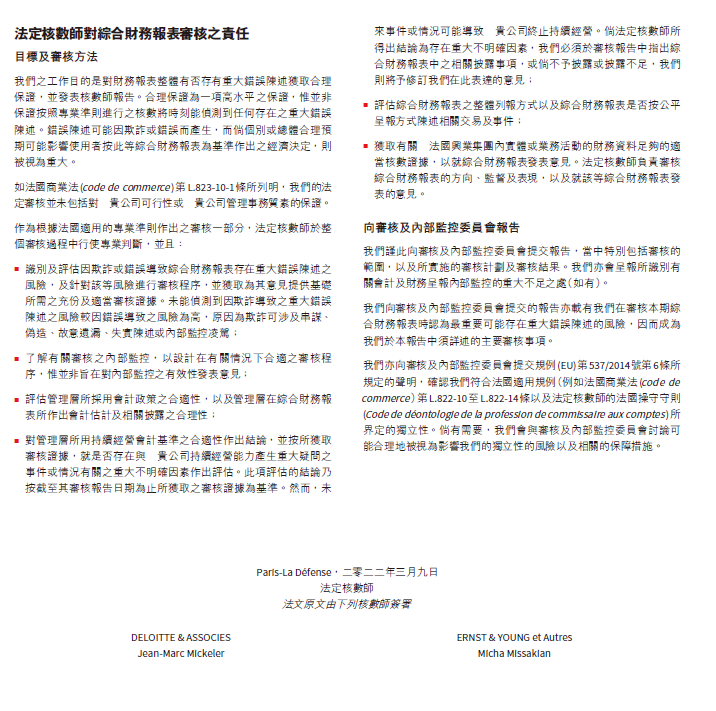 法定核數師對綜合財務報表審核之責任
目標及審核方法
我們之工作目的是對財務報表整體有否存有重大錯誤陳述獲取合理
保證，並發表核數師報告。合理保證為一項高水平之保證，惟並非
保證按照專業準則進行之核數將時刻能偵測到任何存在之重大錯誤
陳述。錯誤陳述可能因欺詐或錯誤而產生，而倘個別或總體合理預
期可能影響使用者按此等綜合財務報表為基準作出之經濟決定，則
被視為重大。
如法國商業法(code de commerce)第L.823-10-1條所列明，我們的法
定審核並未包括對　貴公司可行性或　貴公司管理事務質素的保證。
作為根據法國適用的專業準則作出之審核一部分，法定核數師於整
個審核過程中行使專業判斷，並且：
■ 識別及評估因欺詐或錯誤導致綜合財務報表存在重大錯誤陳述之
風險，及針對該等風險進行審核程序，並獲取為其意見提供基礎
所需之充份及適當審核證據。未能偵測到因欺詐導致之重大錯誤
陳述之風險較因錯誤導致之風險為高，原因為欺詐可涉及串謀、
偽造、故意遺漏、失實陳述或內部監控凌駕；
■ 了解有關審核之內部監控，以設計在有關情況下合適之審核程
序，惟並非旨在對內部監控之有效性發表意見；
■ 評估管理層所採用會計政策之合適性，以及管理層在綜合財務報
表所作出會計估計及相關披露之合理性；
■ 對管理層所用持續經營會計基準之合適性作出結論，並按所獲取
審核證據，就是否存在與　貴公司持續經營能力產生重大疑問之
事件或情況有關之重大不明確因素作出評估。此項評估的結論乃
按截至其審核報告日期為止所獲取之審核證據為基準。然而，未
來事件或情況可能導致　貴公司終止持續經營。倘法定核數師所
得出結論為存在重大不明確因素，我們必須於審核報告中指出綜
合財務報表中之相關披露事項，或倘不予披露或披露不足，我們
則將予修訂我們在此表達的意見；
■ 評估綜合財務報表之整體列報方式以及綜合財務報表是否按公平
呈報方式陳述相關交易及事件；
■ 獲取有關　法國興業集團內實體或業務活動的財務資料足夠的適
當核數證據，以就綜合財務報表發表意見。法定核數師負責審核
綜合財務報表的方向、監督及表現，以及就該等綜合財務報表發
表的意見。
向審核及內部監控委員會報告
我們謹此向審核及內部監控委員會提交報告，當中特別包括審核的
範圍，以及所實施的審核計劃及審核結果。我們亦會呈報所識別有
關會計及財務呈報內部監控的重大不足之處（如有）。
我們向審核及內部監控委員會提交的報告亦載有我們在審核本期綜
合財務報表時認為最重要可能存在重大錯誤陳述的風險，因而成為
我們於本報告中須詳述的主要審核事項。
我們亦向審核及內部監控委員會提交規例(EU)第537/2014號第6條所
規定的聲明，確認我們符合法國適用規例（例如法國商業法(code de
commerce）第L.822-10至L.822-14條以及法定核數師的法國操守守則
(Code de déontologie de la profession de commissaire aux comptes)所
界定的獨立性。倘有需要，我們會與審核及內部監控委員會討論可
能合理地被視為影響我們的獨立性的風險以及相關的保障措施。
Paris-La Défense，二零二二年三月九日
法定核數師
法文原文由下列核數師簽署
DELOITTE & ASSOCIES
Jean-Marc Mickeler
ERNST & YOUNG et Autres
Micha Missakian